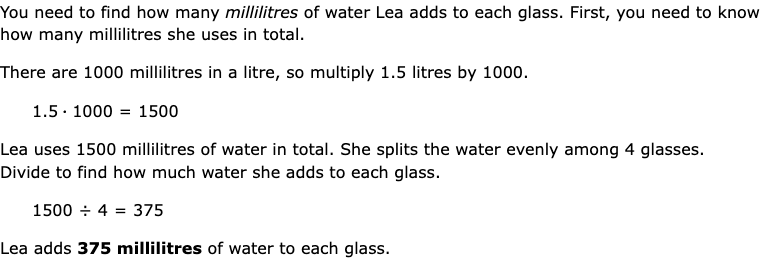 You need to find how many millilitres of water Lea adds to each glass. First, you need to know
how many millilitres she uses in total.
There are 1000 millilitres in a litre, so multiply 1.5 litres by 1000.
1.5 · 1000 = 1500
Lea uses 1500 millilitres of water in total. She splits the water evenly among 4 glasses.
Divide to find how much water she adds to each glass.
1500 ÷ 4 = 375
Lea adds 375 millilitres of water to each glass.